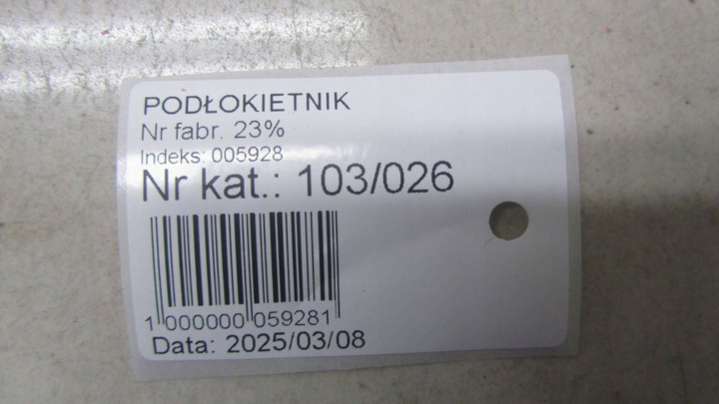 PODŁOKIETNIK
Nr fabr. 23%
Indeks: 005928
Nr kat.: 103/026
1 000000 059281
Data: 2025/03/08